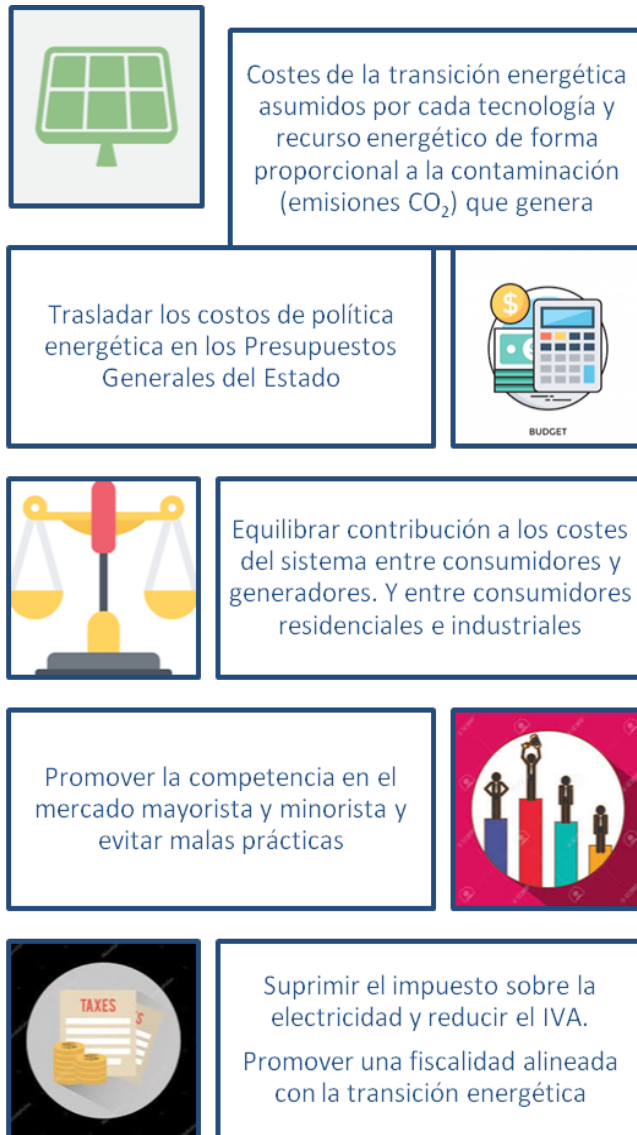 Costes de la transición energética
asumidos por cada tecnología y
recurso energético de forma
proporcional a la contaminación
(emisiones CO₂) que genera
Trasladar los costos de política
energética en los Presupuestos
Generales del Estado
BUDGET
Equilibrar contribución a los costes
del sistema entre consumidores y
generadores. Y entre consumidores
residenciales e industriales
Promover la competencia en el
mercado mayorista y minorista y
evitar malas prácticas
TAXES
Suprimir el impuesto sobre la
electricidad y reducir el IVA.
Promover una fiscalidad alineada
con la transición energética